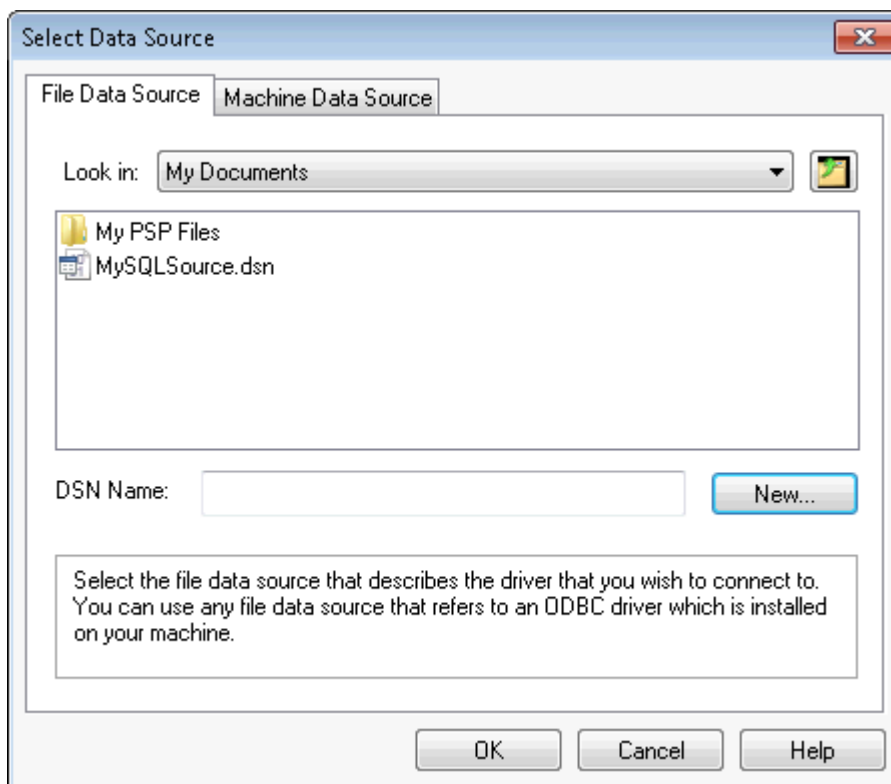 Select Data Source
File Data Source
Machine Data Source
Look in:
My Documents
My PSP Files
MySQLSource.dsn
DSN Name:
New...
Select the file data source that describes the driver that you wish to connect to.
You can use any file data source that refers to an ODBC driver which is installed
on your machine.
OK
Cancel
Help